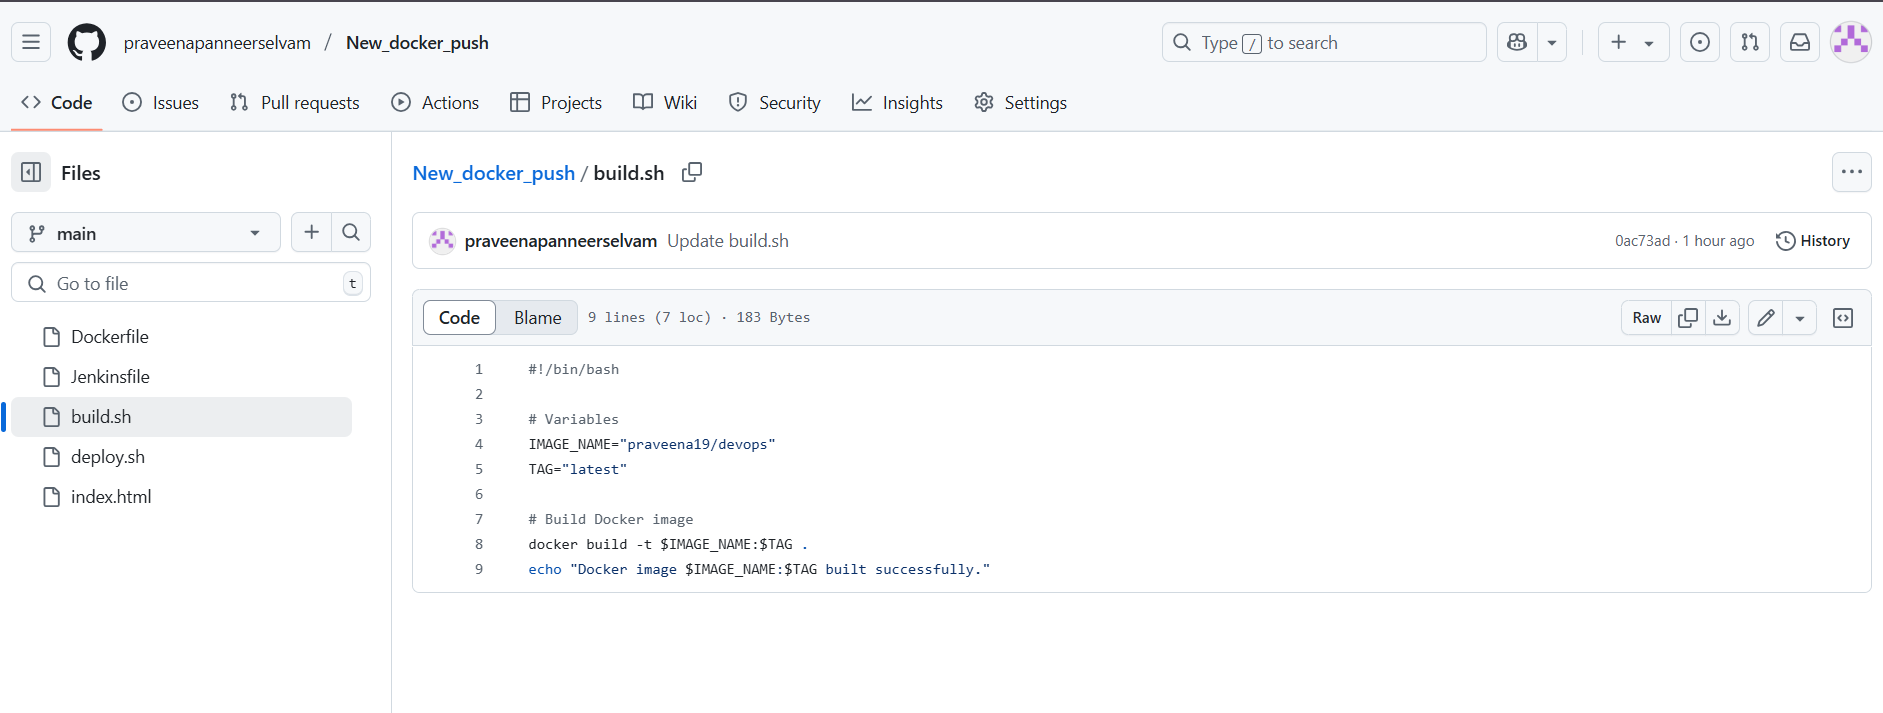 praveenapanneerselvam / New_docker_push
Type / to search
Code
Issues
Pull requests
Actions
Projects
Wiki
Security
Insights
Settings
Files
main
Go to file
t
Dockerfile
Jenkinsfile
build.sh
deploy.sh
index.html
New_docker_push / build.sh
praveenapanneerselvam Update build.sh
0ac73ad · 1 hour ago
History
Code
Blame
9 lines (7 loc) · 183 Bytes
Raw
1 #!/bin/bash
2
3 # Variables
4 IMAGE_NAME="praveena19/devops"
5 TAG="latest"
6
7 # Build Docker image
8 docker build -t $IMAGE_NAME:$TAG .
9 echo "Docker image $IMAGE_NAME:$TAG built successfully."